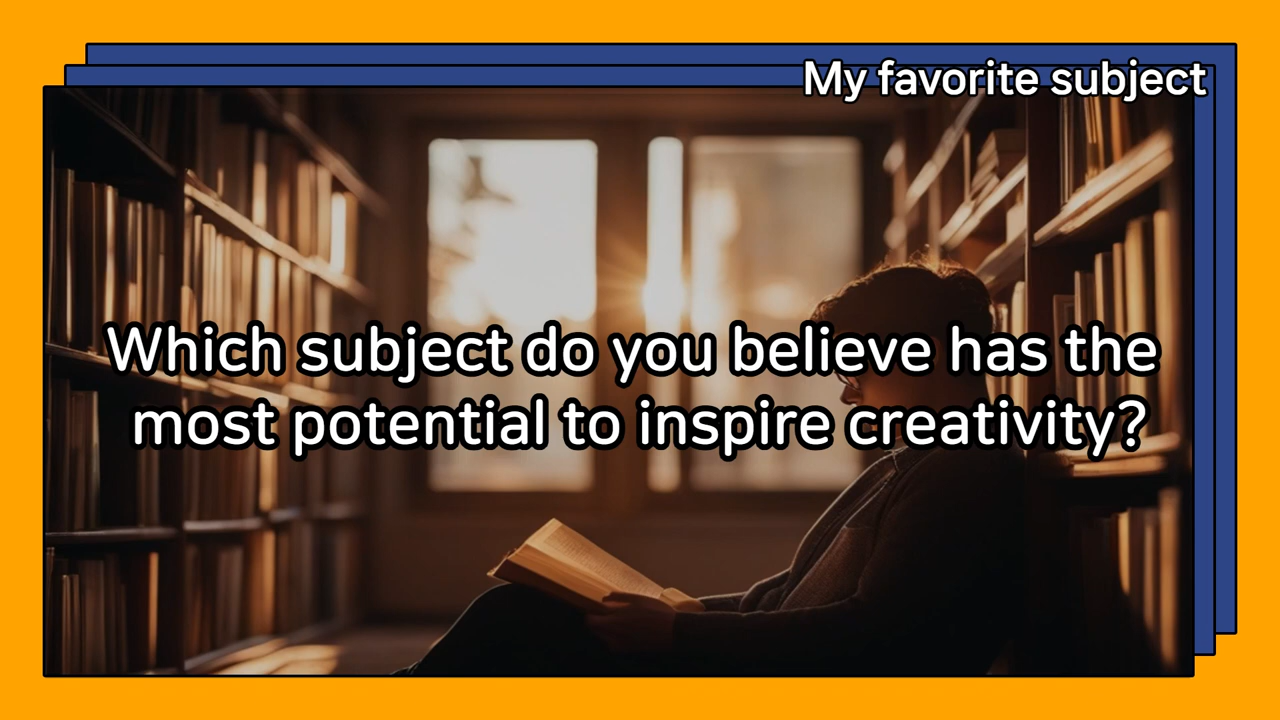 My favorite subject
Which subject do you believe has the
most potential to inspire creativity?